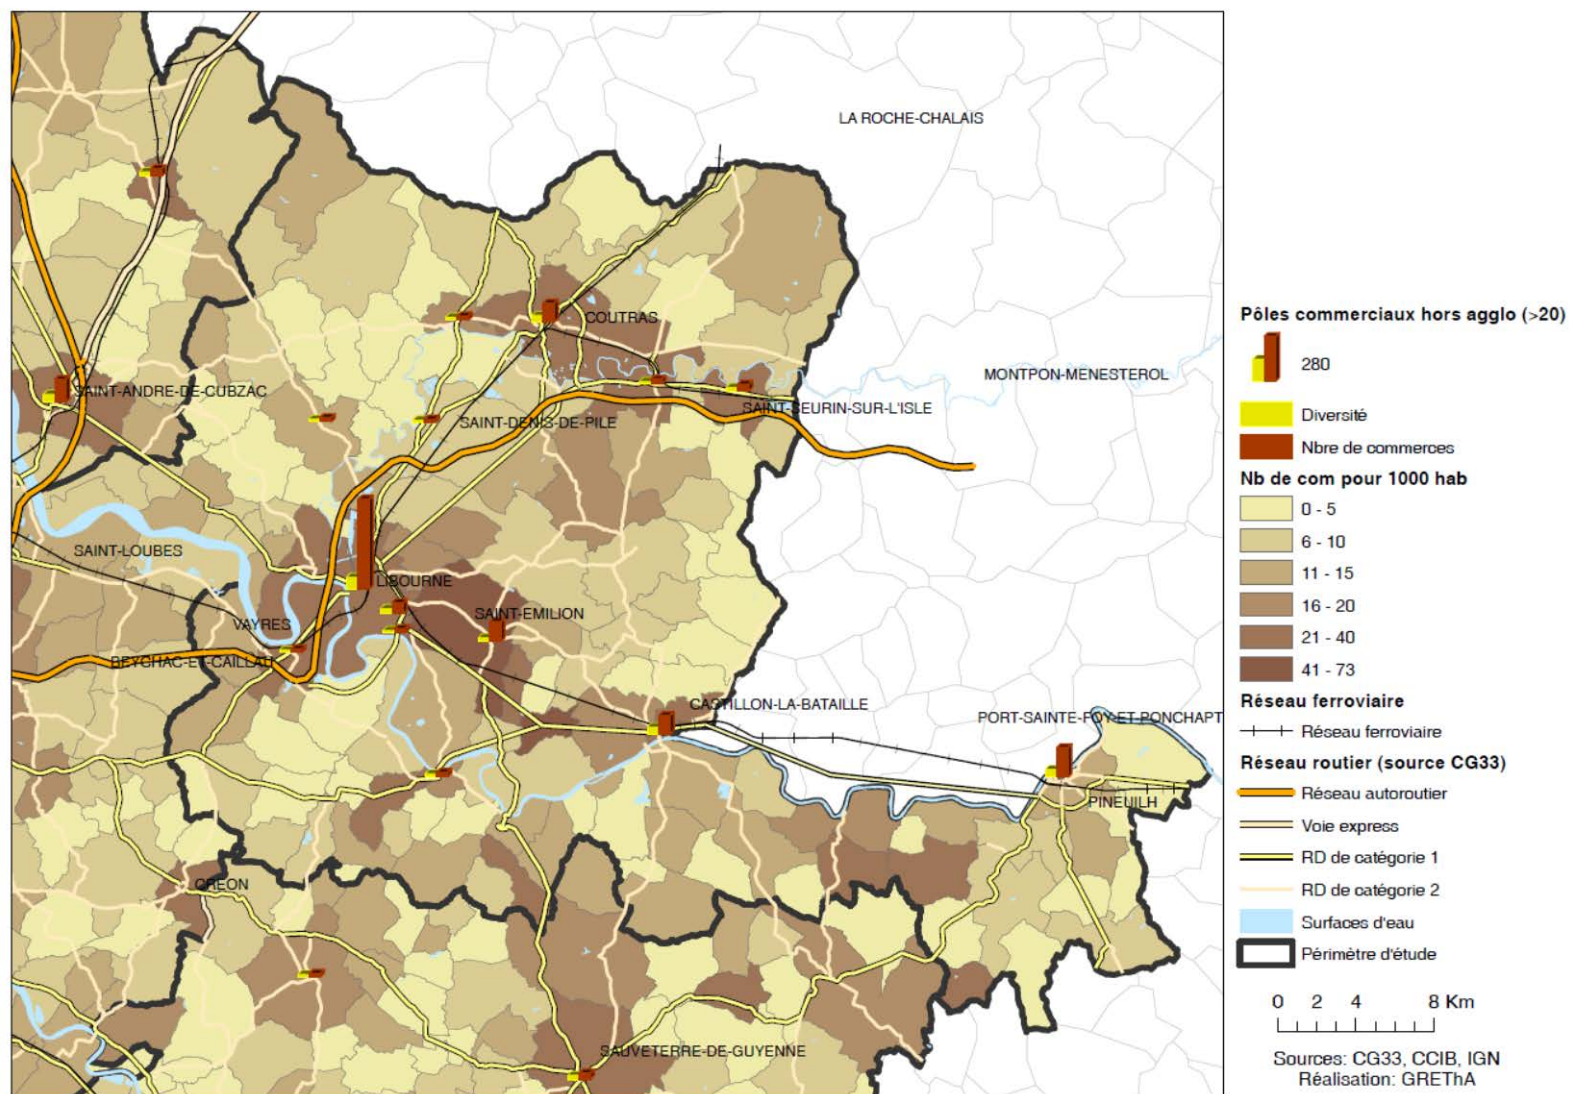 LA ROCHE-CHALAIS
COUTRAS
MONTPON-MENESTEROL
SAINT-ANDRE-DE-CUBZAC
SAINT-SEURIN-SUR-L'ISLE
SAINT-DENIS-DE-PILE
SAINT-LOUBES
LIBOURNE
SAINT-EMILION
VAYRES
BEYCHAC-ET-CAILLAU
CASTILLON-LA-BATAILLE
PORT-SAINTE-FOY-ET-PONCHAPT
PINEUILH
CREON
SAUVETERRE-DE-GUYENNE
Pôles commerciaux hors agglo (>20)
280
Diversité
Nbre de commerces
Nb de com pour 1000 hab
0 - 5
6 - 10
11 - 15
16 - 20
21 - 40
41 - 73
Réseau ferroviaire
Réseau ferroviaire
Réseau routier (source CG33)
Réseau autoroutier
Voie express
RD de catégorie 1
RD de catégorie 2
Surfaces d'eau
Périmètre d'étude
0 2 4 8 Km
Sources: CG33, CCIB, IGN
Réalisation: GREThA